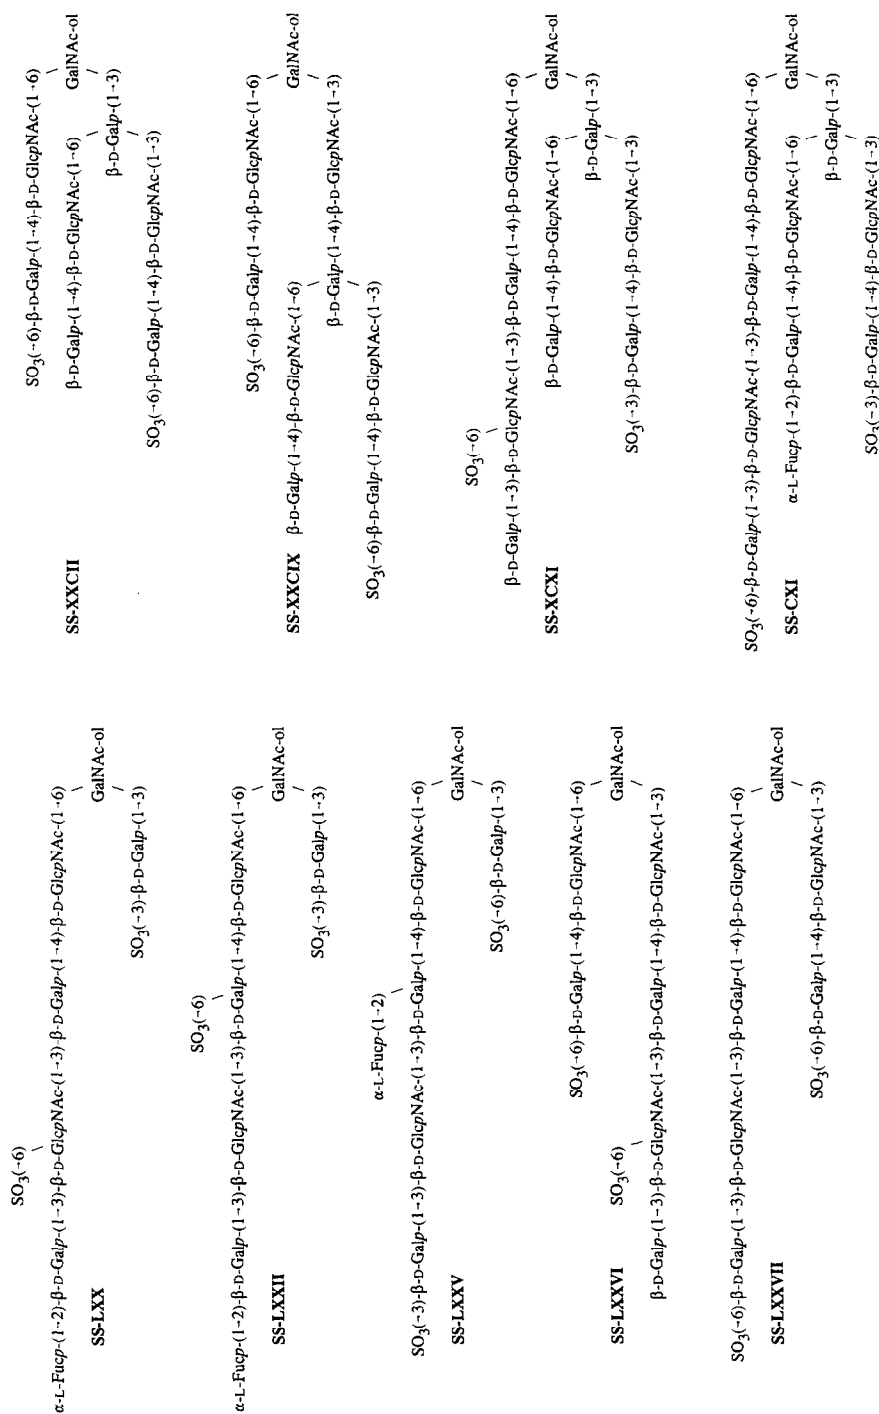 SO₃(→6)
α-L-Fucp-(1→2)-β-D-Galp-(1→3)-β-D-GlcpNAc-(1→3)-β-D-Galp-(1→4)-β-D-GlcpNAc-(1→6)
SS-LXX GalNAc-ol
SO₃(→3)-β-D-Galp-(1→3)
SO₃(→6)
α-L-Fucp-(1→2)-β-D-Galp-(1→3)-β-D-GlcpNAc-(1→3)-β-D-Galp-(1→4)-β-D-GlcpNAc-(1→6)
SS-LXXII GalNAc-ol
SO₃(→3)-β-D-Galp-(1→3)
α-L-Fucp-(1→2)
SO₃(→3)-β-D-Galp-(1→3)-β-D-GlcpNAc-(1→3)-β-D-Galp-(1→4)-β-D-GlcpNAc-(1→6)
SS-LXXV GalNAc-ol
SO₃(→6)-β-D-Galp-(1→3)
SO₃(→6)-β-D-Galp-(1→4)-β-D-GlcpNAc-(1→6)
SS-LXXVI SO₃(→6) GalNAc-ol
β-D-Galp-(1→3)-β-D-GlcpNAc-(1→3)-β-D-Galp-(1→4)-β-D-GlcpNAc-(1→3)
SO₃(→6)-β-D-Galp-(1→3)-β-D-GlcpNAc-(1→3)-β-D-Galp-(1→4)-β-D-GlcpNAc-(1→6)
SS-LXXVII GalNAc-ol
SO₃(→6)-β-D-Galp-(1→4)-β-D-GlcpNAc-(1→3)
SO₃(→6)-β-D-Galp-(1→4)-β-D-GlcpNAc-(1→6)
SS-XXCII β-D-Galp-(1→4)-β-D-GlcpNAc-(1→6) GalNAc-ol
β-D-Galp-(1→3)
SO₃(→6)-β-D-Galp-(1→4)-β-D-GlcpNAc-(1→3)
SO₃(→6)-β-D-Galp-(1→4)-β-D-GlcpNAc-(1→6)
SS-XXCIX β-D-Galp-(1→4)-β-D-GlcpNAc-(1→6) GalNAc-ol
β-D-Galp-(1→4)-β-D-GlcpNAc-(1→3)
SO₃(→6)-β-D-Galp-(1→4)-β-D-GlcpNAc-(1→3)
SO₃(→6)
β-D-Galp-(1→3)-β-D-GlcpNAc-(1→3)-β-D-Galp-(1→4)-β-D-GlcpNAc-(1→6)
SS-XCXI β-D-Galp-(1→4)-β-D-GlcpNAc-(1→6) GalNAc-ol
β-D-Galp-(1→3)
SO₃(→3)-β-D-Galp-(1→4)-β-D-GlcpNAc-(1→3)
SO₃(→6)-β-D-Galp-(1→3)-β-D-GlcpNAc-(1→3)-β-D-Galp-(1→4)-β-D-GlcpNAc-(1→6)
SS-CXI α-L-Fucp-(1→2)-β-D-Galp-(1→4)-β-D-GlcpNAc-(1→6) GalNAc-ol
β-D-Galp-(1→3)
SO₃(→3)-β-D-Galp-(1→4)-β-D-GlcpNAc-(1→3)